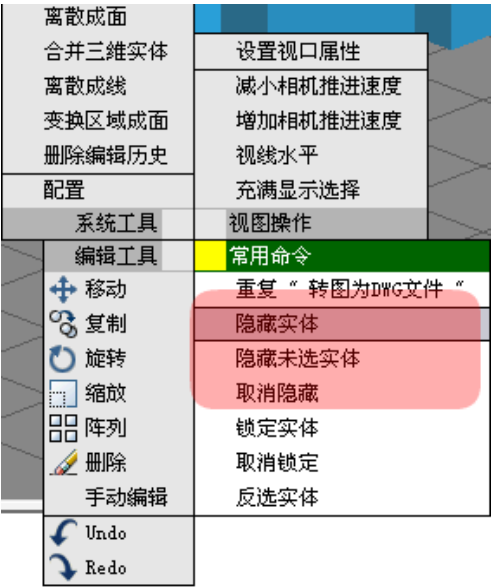 离散成面
合并三维实体
离散成线
变换区域成面
删除编辑历史
配置
系统工具
设置视口属性
减小相机推进速度
增加相机推进速度
视线水平
充满显示选择
视图操作
编辑工具
移动
复制
旋转
缩放
阵列
删除
手动编辑
Undo
Redo
常用命令
重复“ 转图为DWG文件 “
隐藏实体
隐藏未选实体
取消隐藏
锁定实体
取消锁定
反选实体